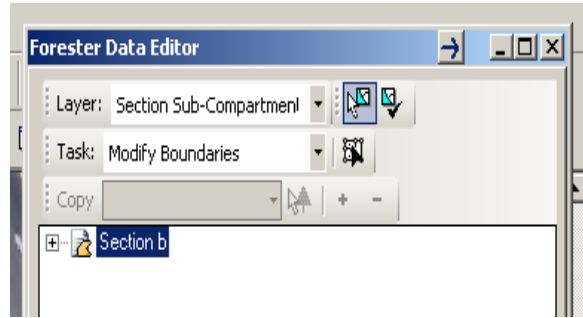 Forester Data Editor
Layer: Section Sub-Compartment
Task: Modify Boundaries
Copy
Section b